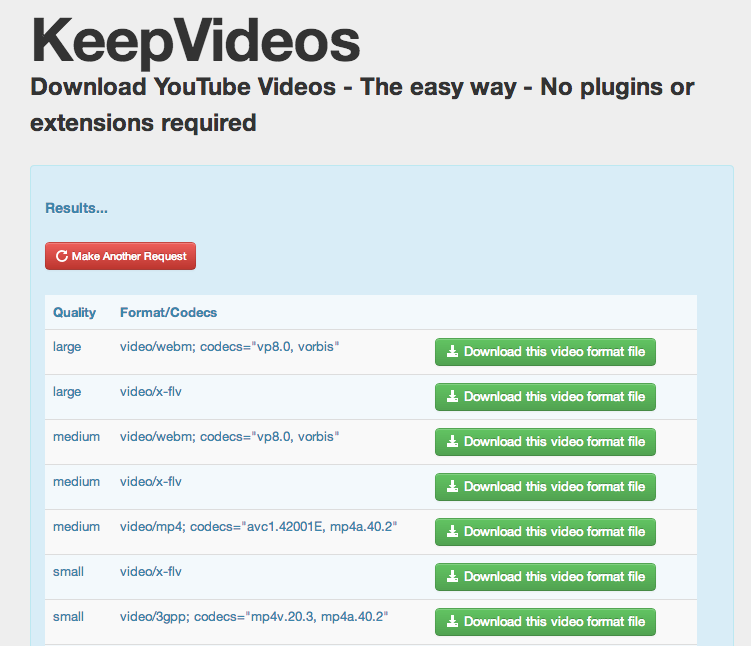 KeepVideos
Download YouTube Videos - The easy way - No plugins or
extensions required
Results...
Make Another Request
Quality Format/Codecs
large video/webm; codecs="vp8.0, vorbis" Download this video format file
large video/x-flv Download this video format file
medium video/webm; codecs="vp8.0, vorbis" Download this video format file
medium video/x-flv Download this video format file
medium video/mp4; codecs="avc1.42001E, mp4a.40.2" Download this video format file
small video/x-flv Download this video format file
small video/3gpp; codecs="mp4v.20.3, mp4a.40.2" Download this video format file